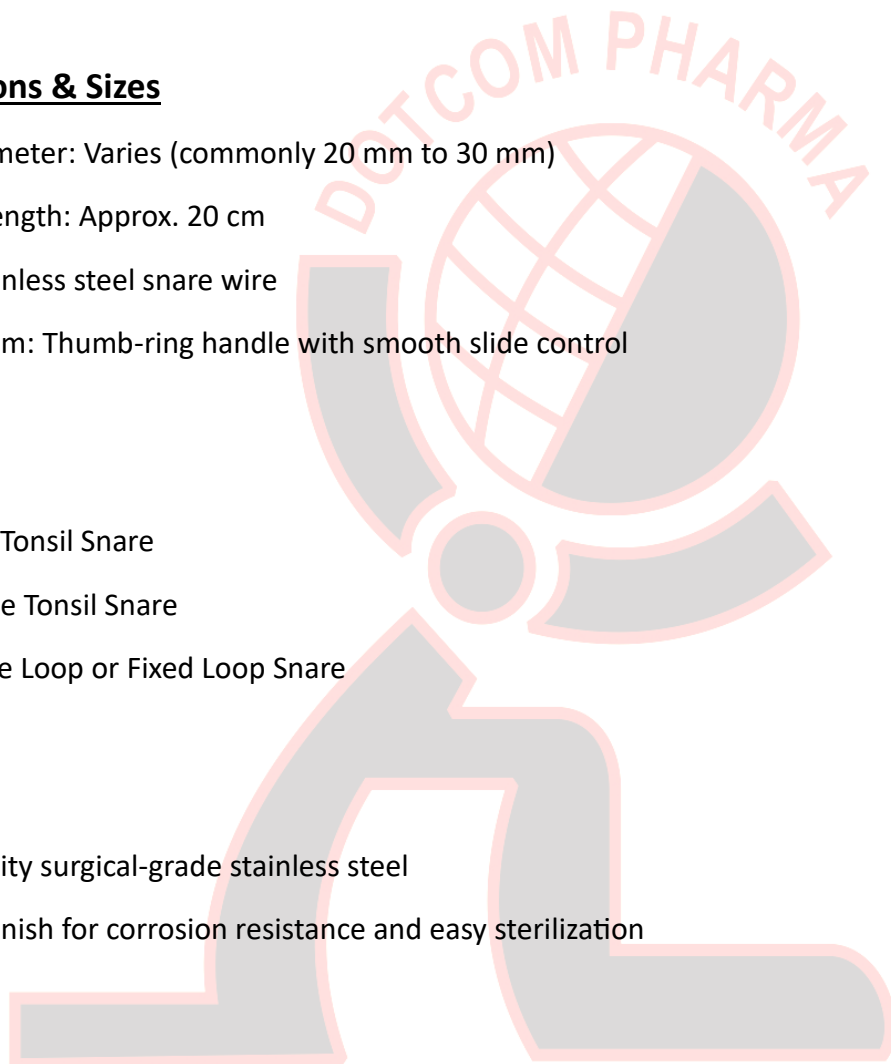 DOTCOM PHARMA
ons & Sizes
meter: Varies (commonly 20 mm to 30 mm)
ength: Approx. 20 cm
nless steel snare wire
m: Thumb-ring handle with smooth slide control
Tonsil Snare
e Tonsil Snare
e Loop or Fixed Loop Snare
ity surgical-grade stainless steel
nish for corrosion resistance and easy sterilization